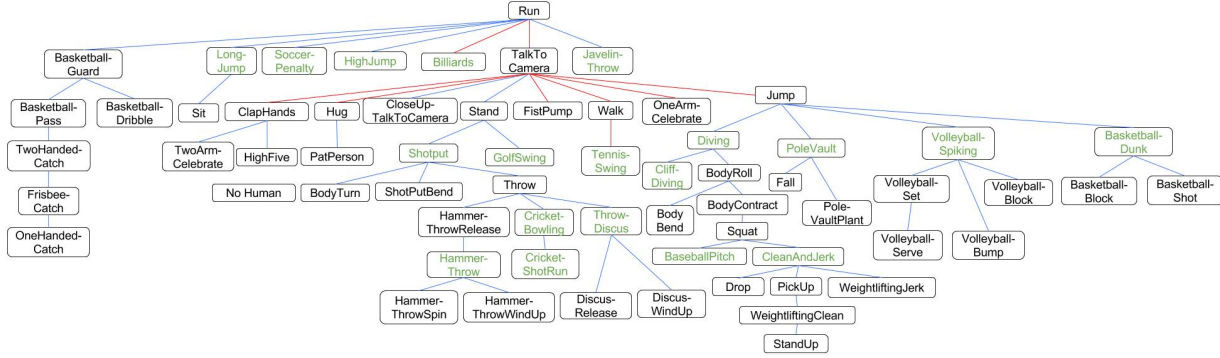 Run
Basketball-
Guard
Long-
Jump
Soccer-
Penalty
HighJump
Billiards
TalkTo
Camera
Javelin-
Throw
Basketball-
Pass
Basketball-
Dribble
Sit
ClapHands
Hug
CloseUp-
TalkToCamera
Stand
FistPump
Walk
OneArm-
Celebrate
Jump
TwoHanded-
Catch
TwoArm-
Celebrate
HighFive
PatPerson
Shotput
GolfSwing
Tennis-
Swing
Diving
PoleVault
Volleyball-
Spiking
Basketball-
Dunk
Frisbee-
Catch
No Human
BodyTurn
ShotPutBend
Throw
Cliff-
Diving
BodyRoll
Fall
Volleyball-
Set
Volleyball-
Block
Basketball-
Block
Basketball-
Shot
OneHanded-
Catch
Hammer-
ThrowRelease
Cricket-
Bowling
Throw-
Discus
Body
Bend
BodyContract
Pole-
VaultPlant
Squat
Volleyball-
Serve
Volleyball-
Bump
Hammer-
Throw
Cricket-
ShotRun
BaseballPitch
CleanAndJerk
Hammer-
ThrowSpin
Hammer-
ThrowWindUp
Discus-
Release
Discus-
WindUp
Drop
PickUp
WeightliftingJerk
WeightliftingClean
StandUp